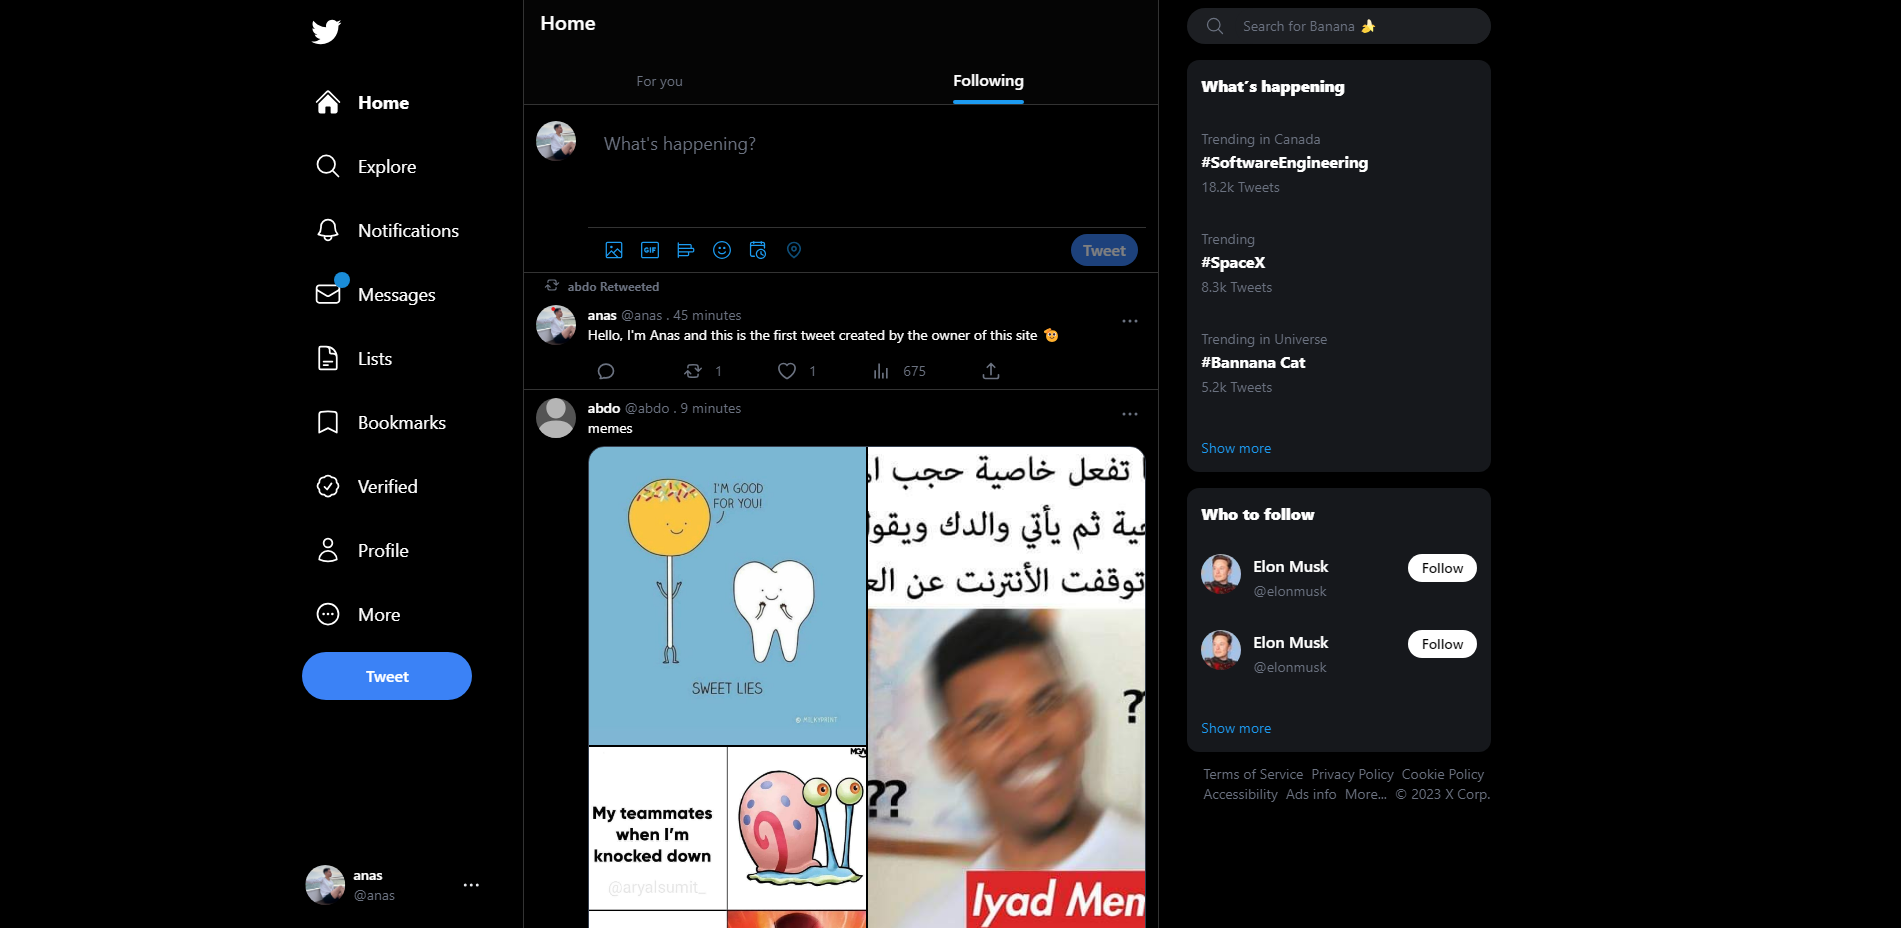 Home
Explore
Notifications
Messages
Lists
Bookmarks
Verified
Profile
More
Tweet
anas
@anas
Home
For you
Following
What's happening?
GIF
Tweet
abdo Retweeted
anas @anas . 45 minutes
Hello, I'm Anas and this is the first tweet created by the owner of this site
1
1
675
abdo @abdo . 9 minutes
memes
I'M GOOD
FOR YOU!
SWEET LIES
© MILKYPRINT
My teammates
when I'm
knocked down
@aryalsumit_
تفعل خاصية حجب
ثم يأتي والدك ويقو
توقفت الأنترنت عن
?
??
Iyad Mem
Search for Banana
What´s happening
Trending in Canada
#SoftwareEngineering
18.2k Tweets
Trending
#SpaceX
8.3k Tweets
Trending in Universe
#Bannana Cat
5.2k Tweets
Show more
Who to follow
Elon Musk
@elonmusk
Follow
Elon Musk
@elonmusk
Follow
Show more
Terms of Service Privacy Policy Cookie Policy
Accessibility Ads info More... © 2023 X Corp.